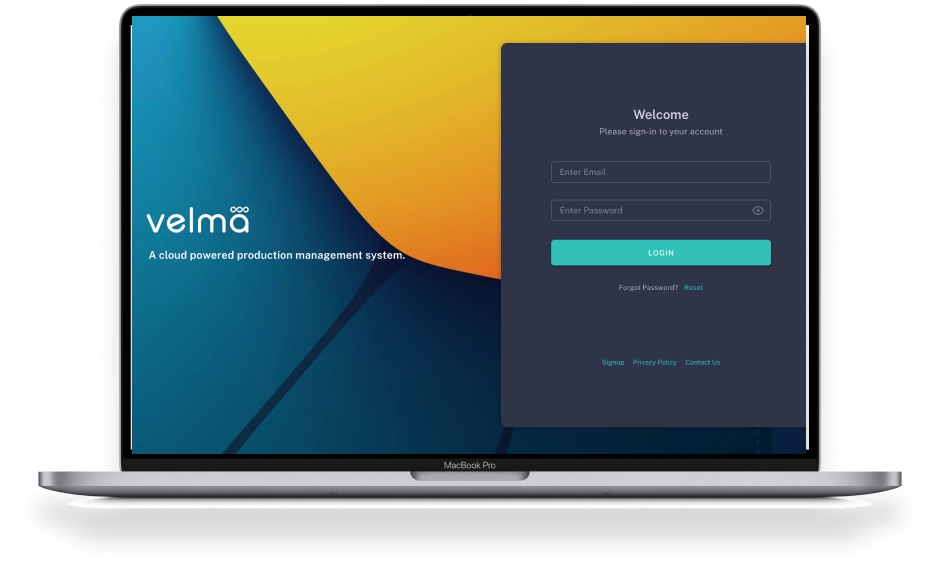 velmä
A cloud powered production management system.
Welcome
Please sign-in to your account
Enter Email
Enter Password
LOGIN
Forgot Password? Reset
Signup Privacy Policy Contact Us
MacBook Pro